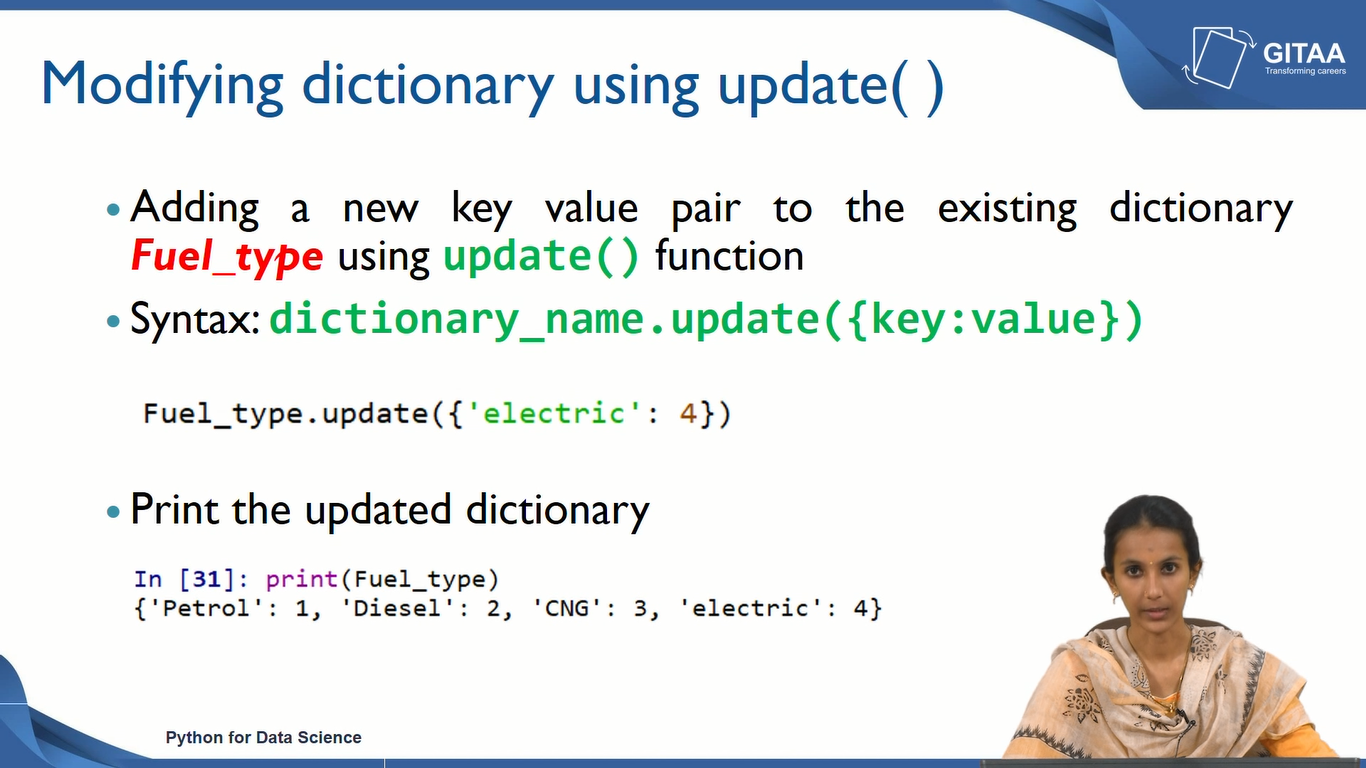 Modifying dictionary using update( )
GITAA
Transforming careers
• Adding a new key value pair to the existing dictionary
Fuel_type using update() function
• Syntax: dictionary_name.update({key:value})
Fuel_type.update({'electric': 4})
• Print the updated dictionary
In [31]: print(Fuel_type)
{'Petrol': 1, 'Diesel': 2, 'CNG': 3, 'electric': 4}
Python for Data Science